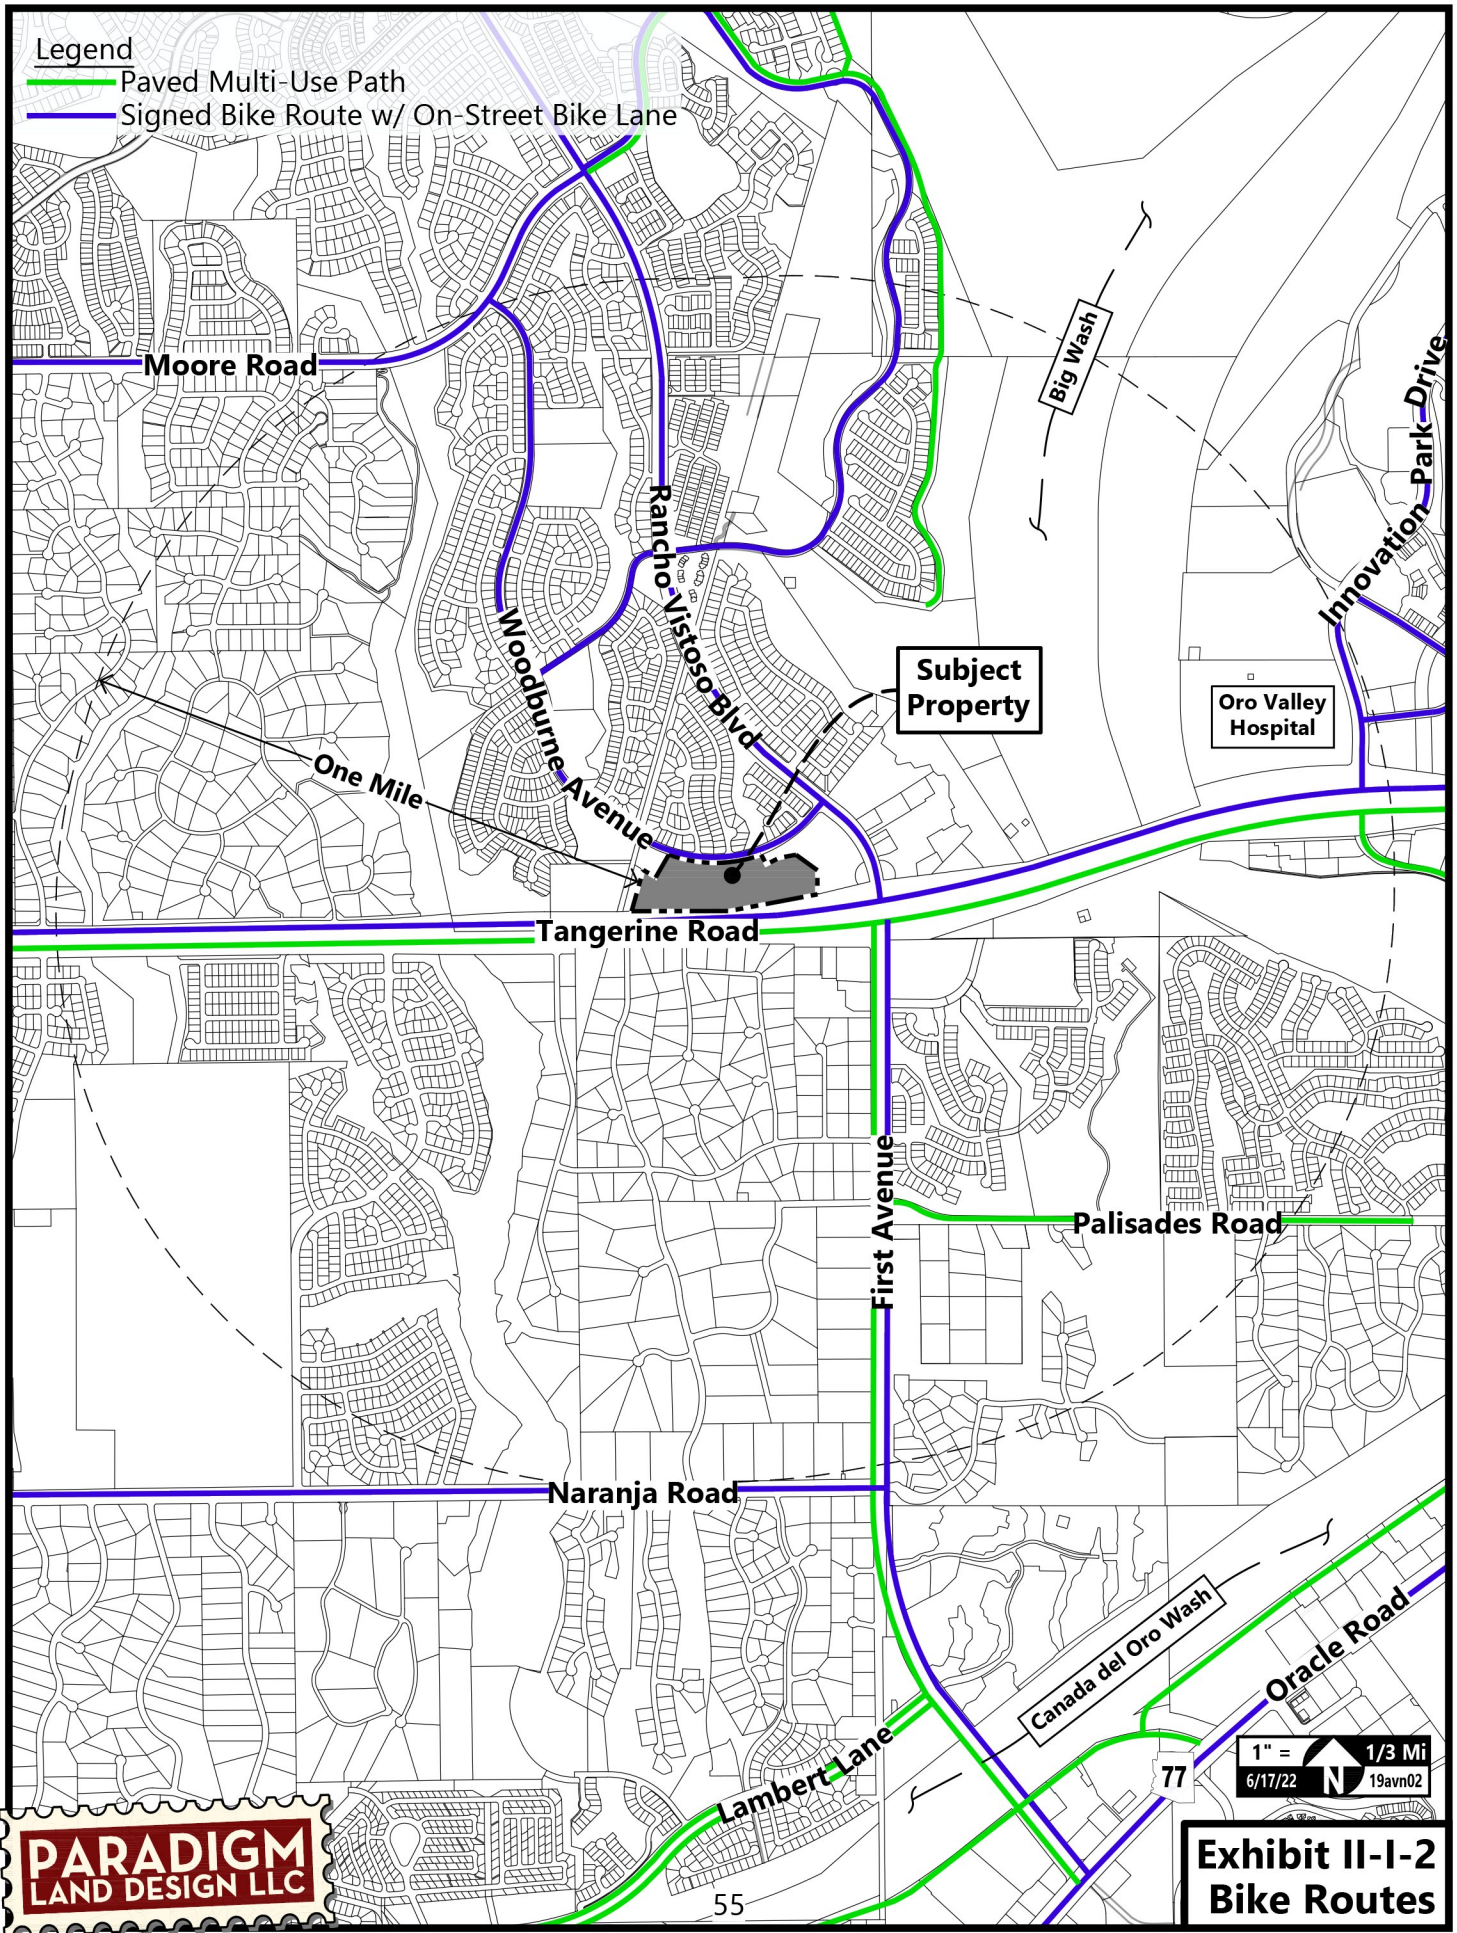 Legend
Paved Multi-Use Path
Signed Bike Route w/ On-Street Bike Lane
Moore Road
Big Wash
Innovation Park Drive
Rancho Vistoso Blvd
Woodburne Avenue
Subject
Property
Oro Valley
Hospital
One Mile
Tangerine Road
First Avenue
Palisades Road
Naranja Road
Canada del Oro Wash
Oracle Road
Lambert Lane
77
1" =
1/3 Mi
6/17/22
N
19avn02
PARADIGM
LAND DESIGN LLC
55
Exhibit II-I-2
Bike Routes